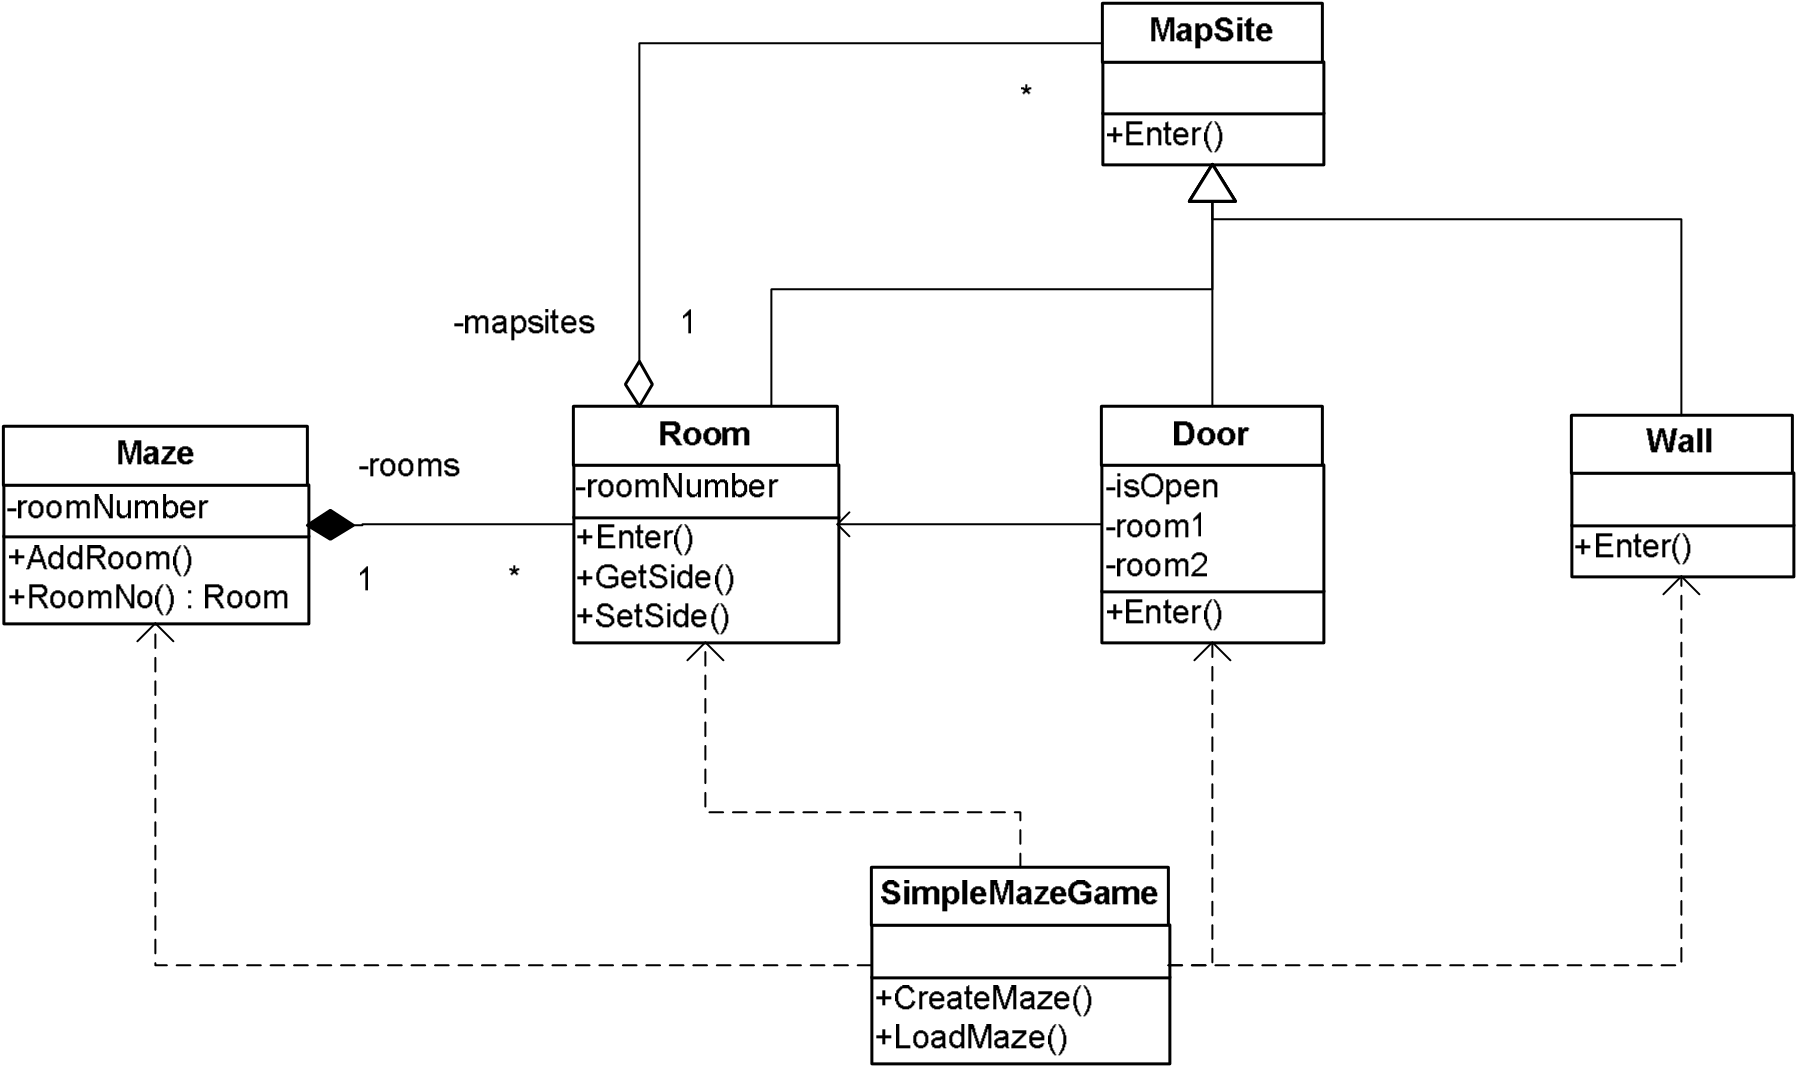 MapSite
*
+Enter()
-mapsites
1
Maze
-roomNumber
+AddRoom()
+RoomNo() : Room
-rooms
1
*
Room
-roomNumber
+Enter()
+GetSide()
+SetSide()
Door
-isOpen
-room1
-room2
+Enter()
Wall
+Enter()
SimpleMazeGame
+CreateMaze()
+LoadMaze()